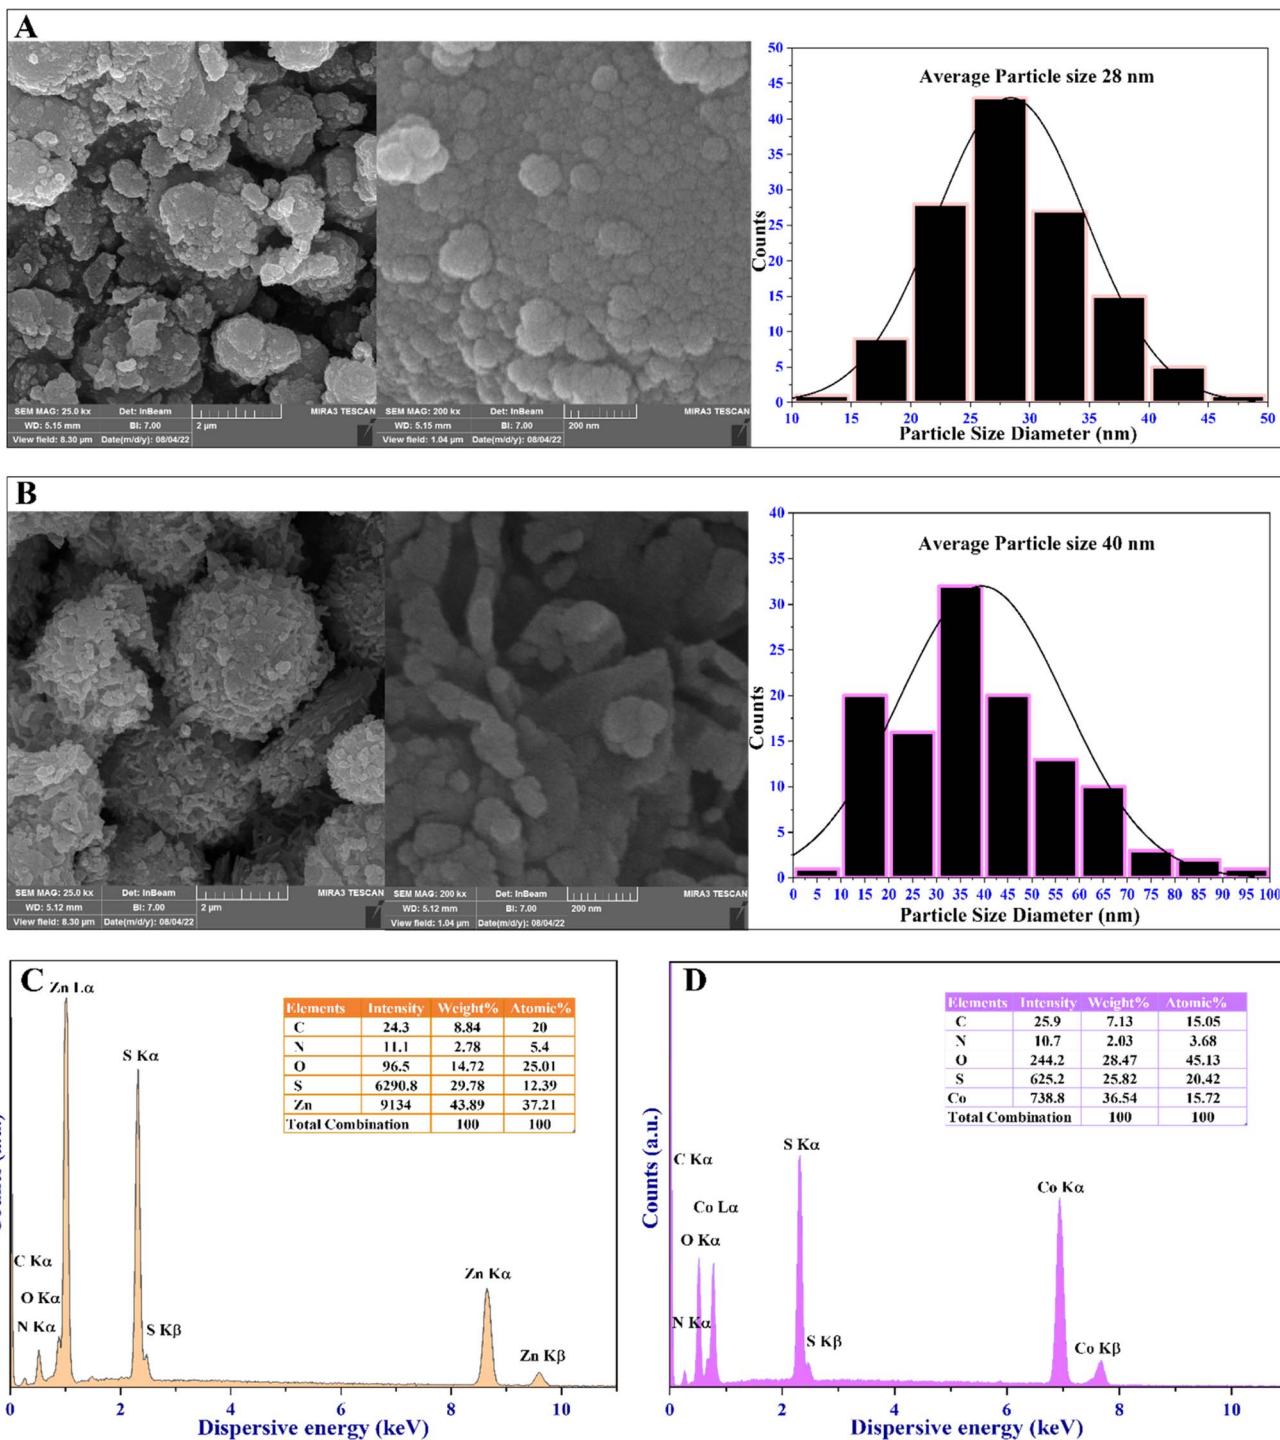 A
Average Particle size 28 nm
Counts
50
45
40
35
30
25
20
15
10
5
0
10 15 20 25 30 35 40 45 50
Particle Size Diameter (nm)
SEM MAG: 25.0 kx Det: InBeam
WD: 5.15 mm BI: 7.00 2 µm MIRA3 TESCAN
View field: 8.30 µm Date(m/d/y): 08/04/22
SEM MAG: 200 kx Det: InBeam
WD: 5.15 mm BI: 7.00 200 nm MIRA3 TESCAN
View field: 1.04 µm Date(m/d/y): 08/04/22
B
Average Particle size 40 nm
Counts
40
35
30
25
20
15
10
5
0
0 5 10 15 20 25 30 35 40 45 50 55 60 65 70 75 80 85 90 95 100
Particle Size Diameter (nm)
SEM MAG: 25.0 kx Det: InBeam
WD: 5.12 mm BI: 7.00 2 µm MIRA3 TESCAN
View field: 8.30 µm Date(m/d/y): 08/04/22
SEM MAG: 200 kx Det: InBeam
WD: 5.12 mm BI: 7.00 200 nm MIRA3 TESCAN
View field: 1.04 µm Date(m/d/y): 08/04/22
C
Zn Lα
S Kα
C Kα
O Kα
N Kα
S Kβ
Zn Kα
Zn Kβ
Elements Intensity Weight% Atomic%
C 24.3 8.84 20
N 11.1 2.78 5.4
O 96.5 14.72 25.01
S 6290.8 29.78 12.39
Zn 9134 43.89 37.21
Total Combination 100 100
0 2 4 6 8 10
Dispersive energy (keV)
D
Counts (a.u.)
Elements Intensity Weight% Atomic%
C 25.9 7.13 15.05
N 10.7 2.03 3.68
O 244.2 28.47 45.13
S 625.2 25.82 20.42
Co 738.8 36.54 15.72
Total Combination 100 100
C Kα
Co Lα
O Kα
N Kα
S Kα
S Kβ
Co Kα
Co Kβ
0 2 4 6 8 10
Dispersive energy (keV)